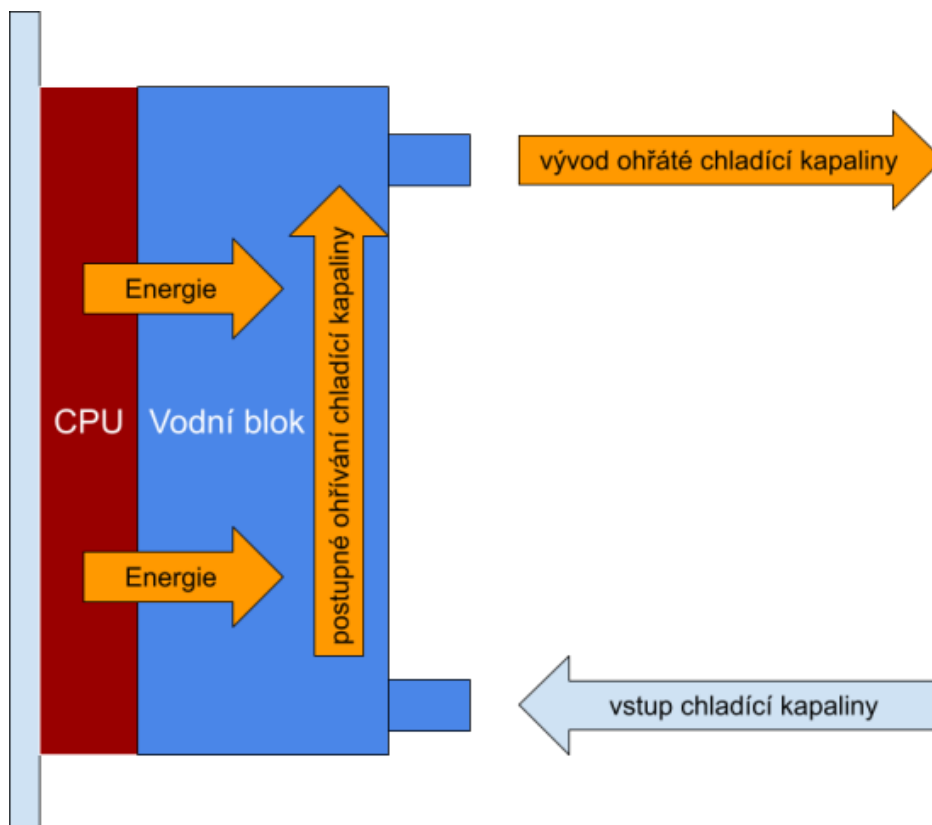 vývod ohřáté chladící kapaliny
Energie
CPU
Vodní blok
postupné ohřívání chladící kapaliny
Energie
vstup chladící kapaliny